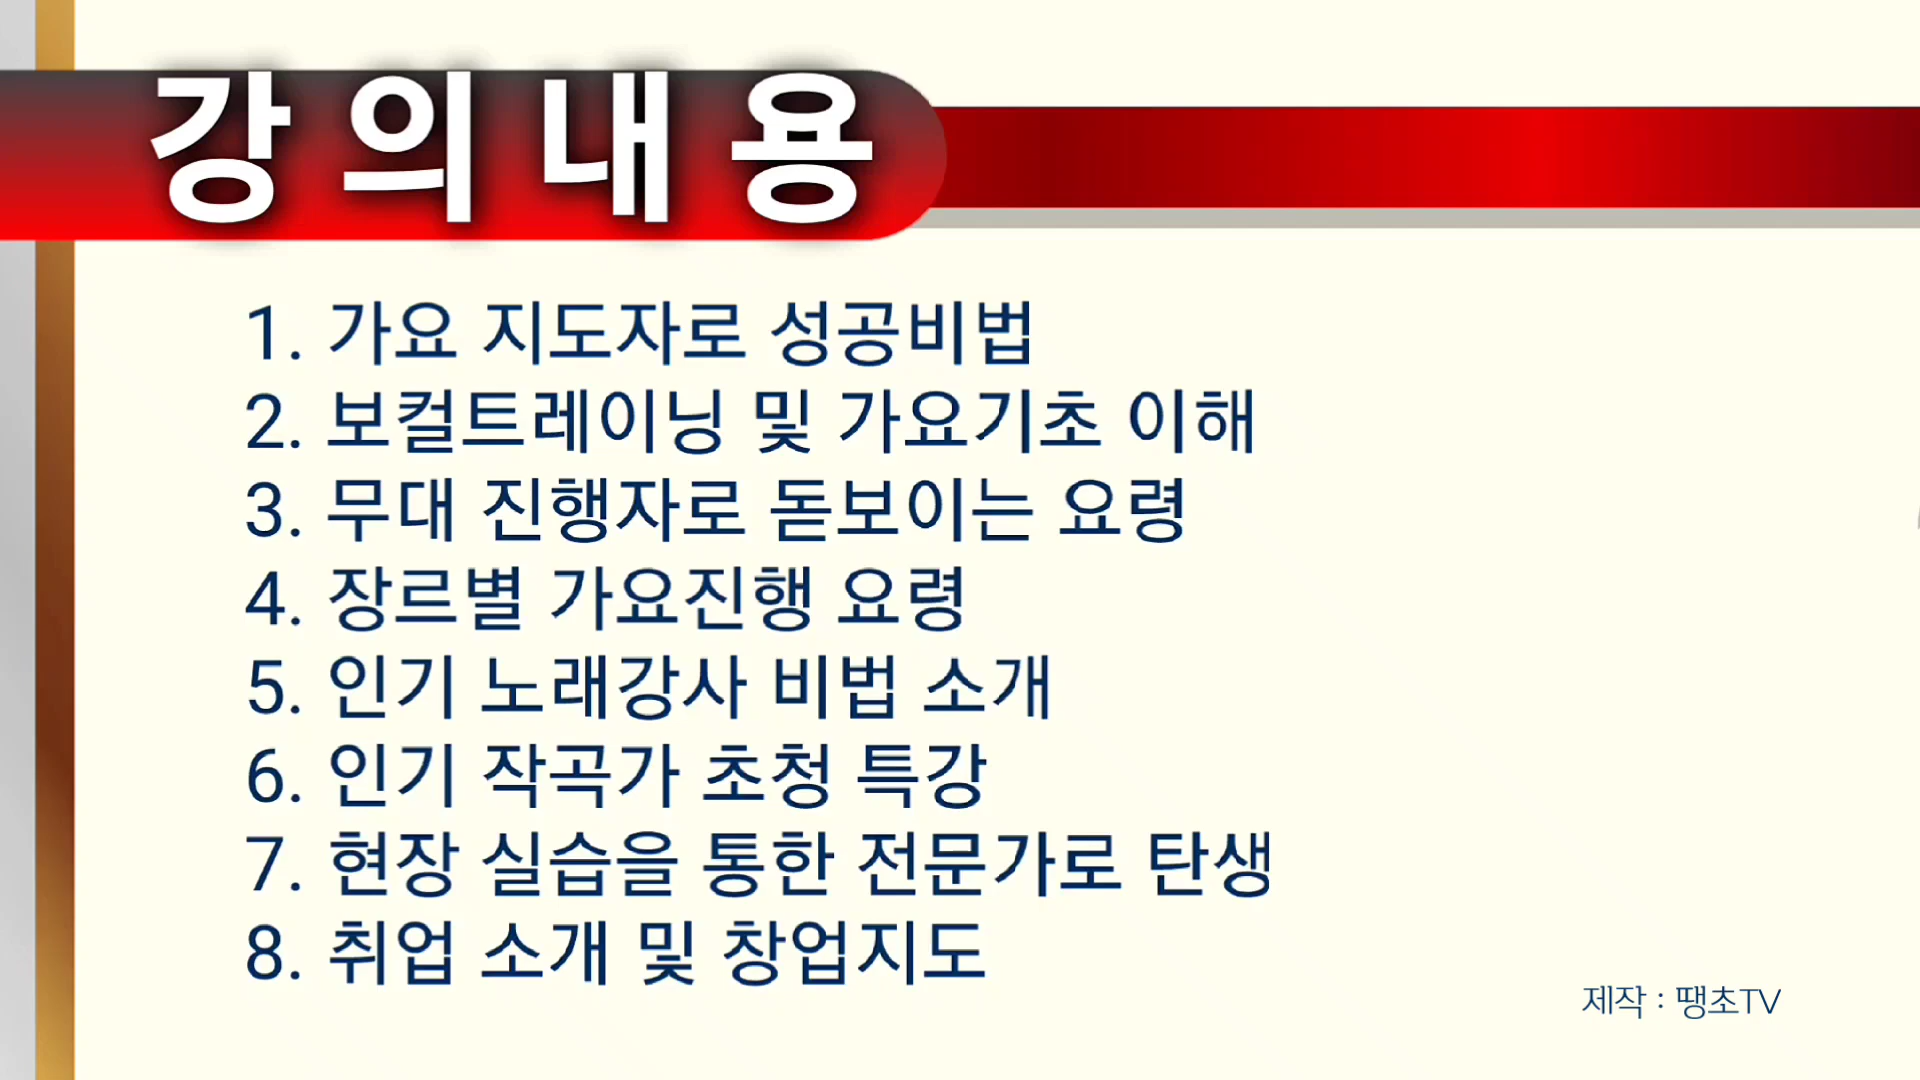 강의내용
1. 가요 지도자로 성공비법
2. 보컬트레이닝 및 가요기초 이해
3. 무대 진행자로 돋보이는 요령
4. 장르별 가요진행 요령
5. 인기 노래강사 비법 소개
6. 인기 작곡가 초청 특강
7. 현장 실습을 통한 전문가로 탄생
8. 취업 소개 및 창업지도
제작 : 땡초TV